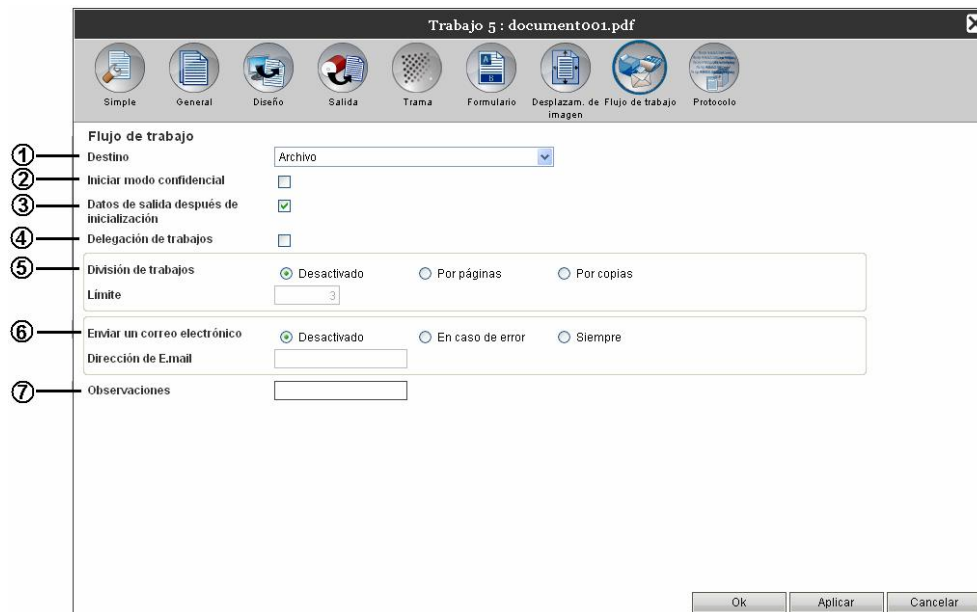 Trabajo 5 : document001.pdf
Simple
General
Diseño
Salida
Trama
Formulario
Desplazam. de imagen
Flujo de trabajo
Protocolo
Flujo de trabajo
1 Destino Archivo
2 Iniciar modo confidencial
3 Datos de salida después de
inicialización
4 Delegación de trabajos
5 División de trabajos Desactivado Por páginas Por copias
Límite 3
6 Enviar un correo electrónico Desactivado En caso de error Siempre
Dirección de E.mail
7 Observaciones
Ok Aplicar Cancelar